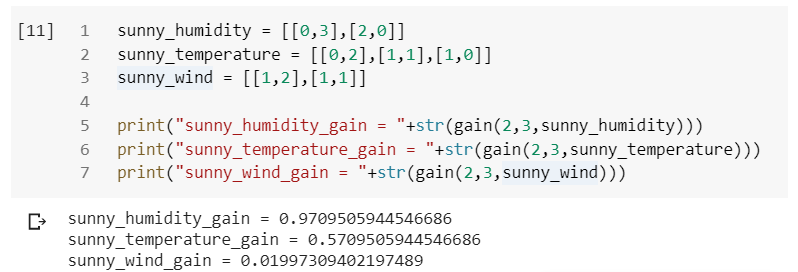 [11] 1 sunny_humidity = [[0,3],[2,0]]
2 sunny_temperature = [[0,2],[1,1],[1,0]]
3 sunny_wind = [[1,2],[1,1]]
4
5 print("sunny_humidity_gain = "+str(gain(2,3,sunny_humidity)))
6 print("sunny_temperature_gain = "+str(gain(2,3,sunny_temperature)))
7 print("sunny_wind_gain = "+str(gain(2,3,sunny_wind)))
sunny_humidity_gain = 0.9709505944546686
sunny_temperature_gain = 0.5709505944546686
sunny_wind_gain = 0.01997309402197489